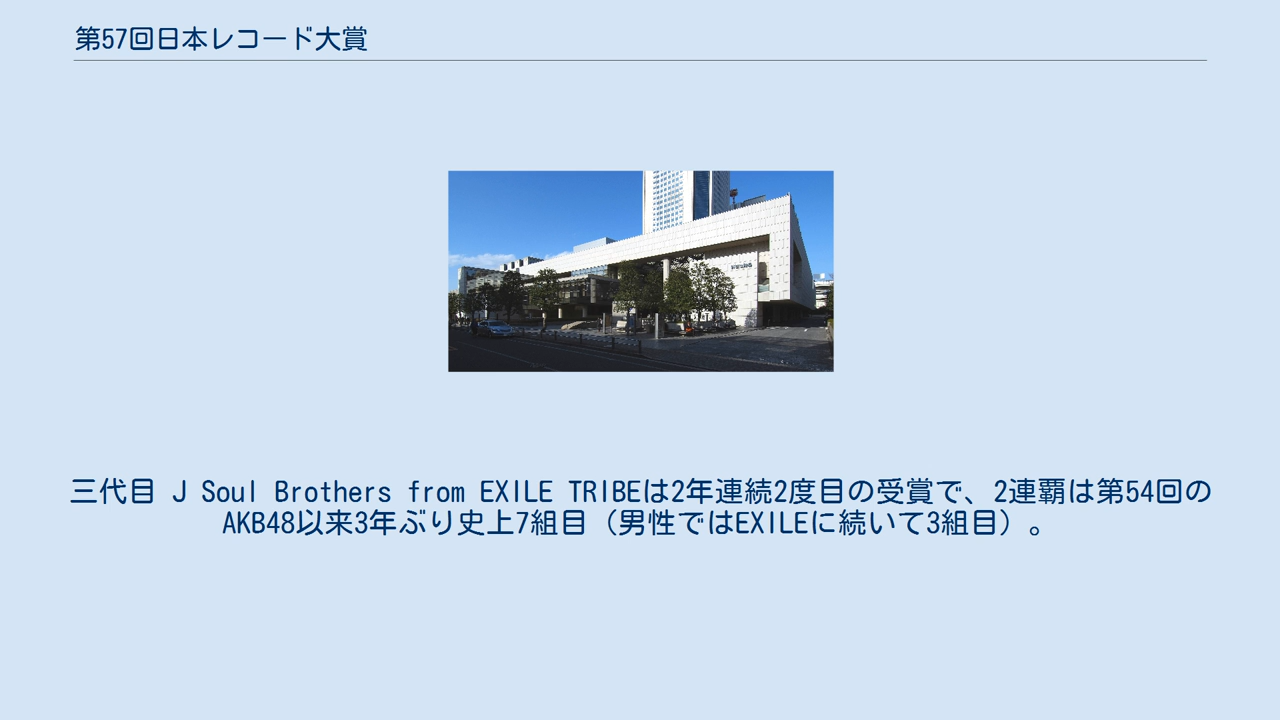 第57回日本レコード大賞
三代目 J Soul Brothers from EXILE TRIBEは2年連続2度目の受賞で、2連覇は第54回の
AKB48以来3年ぶり史上7組目（男性ではEXILEに続いて3組目）。